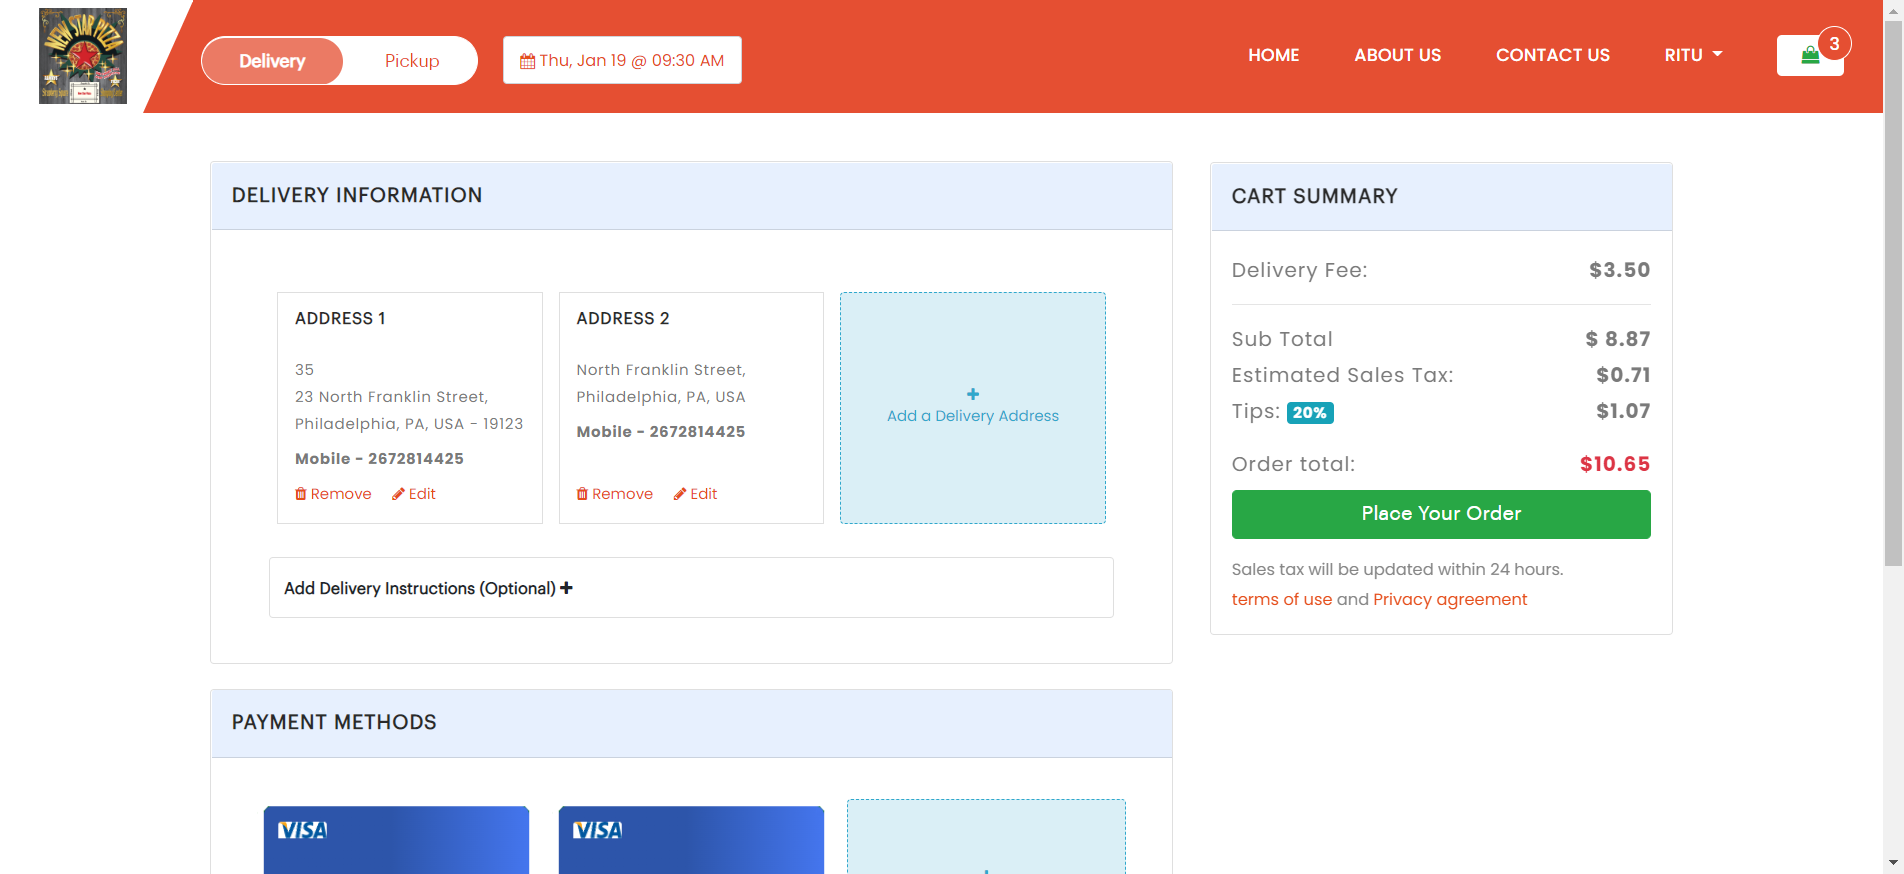 NEW STAR PIZZA
Delivery
Pickup
Thu, Jan 19 @ 09:30 AM
HOME
ABOUT US
CONTACT US
RITU
3
DELIVERY INFORMATION
ADDRESS 1
35
23 North Franklin Street,
Philadelphia, PA, USA - 19123
Mobile - 2672814425
Remove
Edit
ADDRESS 2
North Franklin Street,
Philadelphia, PA, USA
Mobile - 2672814425
Remove
Edit
+
Add a Delivery Address
Add Delivery Instructions (Optional) +
CART SUMMARY
Delivery Fee: $3.50
Sub Total $ 8.87
Estimated Sales Tax: $0.71
Tips: 20% $1.07
Order total: $10.65
Place Your Order
Sales tax will be updated within 24 hours.
terms of use and Privacy agreement
PAYMENT METHODS
VISA
VISA